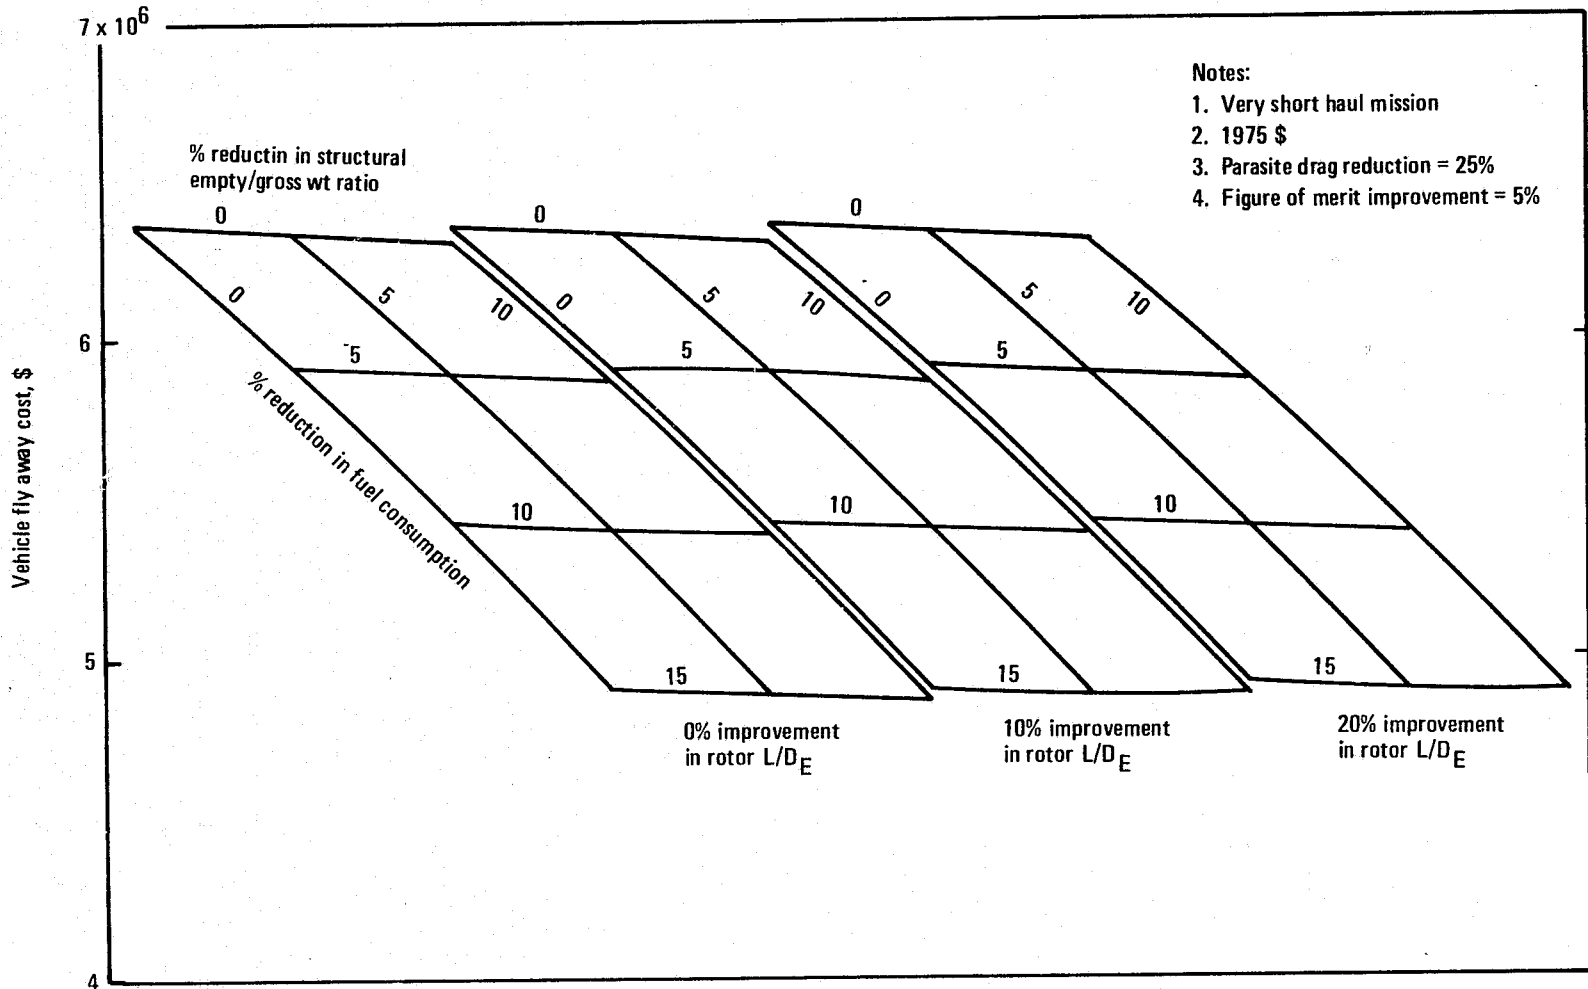 7 x 10⁶
Notes:
1. Very short haul mission
2. 1975 $
3. Parasite drag reduction = 25%
4. Figure of merit improvement = 5%
% reductin in structural
empty/gross wt ratio
0
0
0
0
5
10
0
5
10
0
5
10
6
5
5
5
Vehicle fly away cost, $
% reduction in fuel consumption
10
10
10
5
15
15
15
0% improvement
in rotor L/D_E
10% improvement
in rotor L/D_E
20% improvement
in rotor L/D_E
4